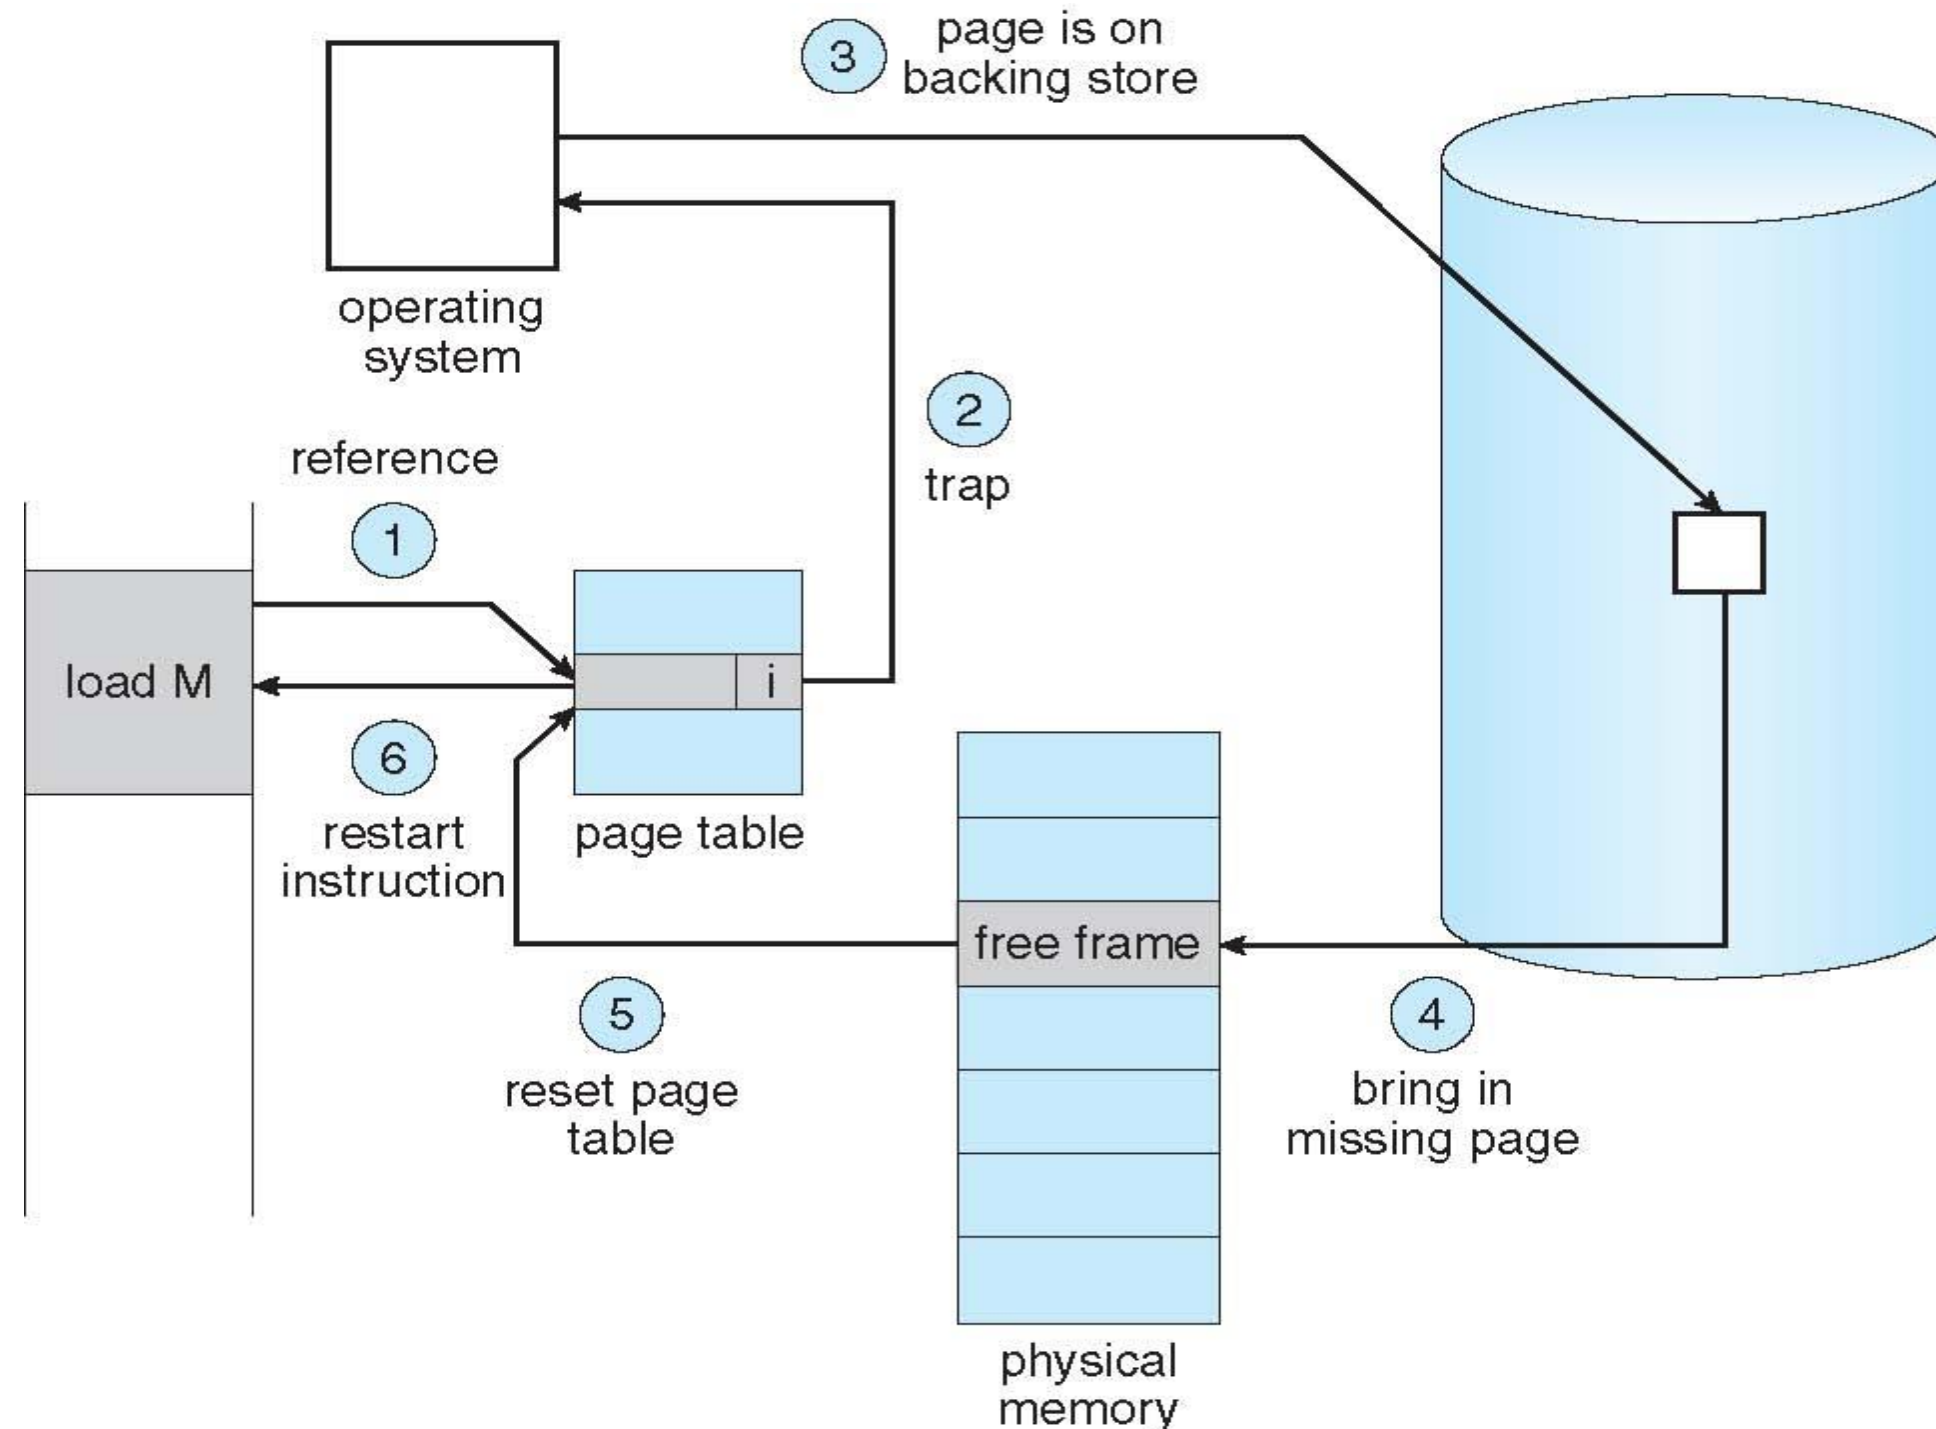 3
page is on
backing store
operating
system
2
trap
reference
1
load M
i
6
restart
instruction
page table
free frame
5
reset page
table
4
bring in
missing page
physical
memory